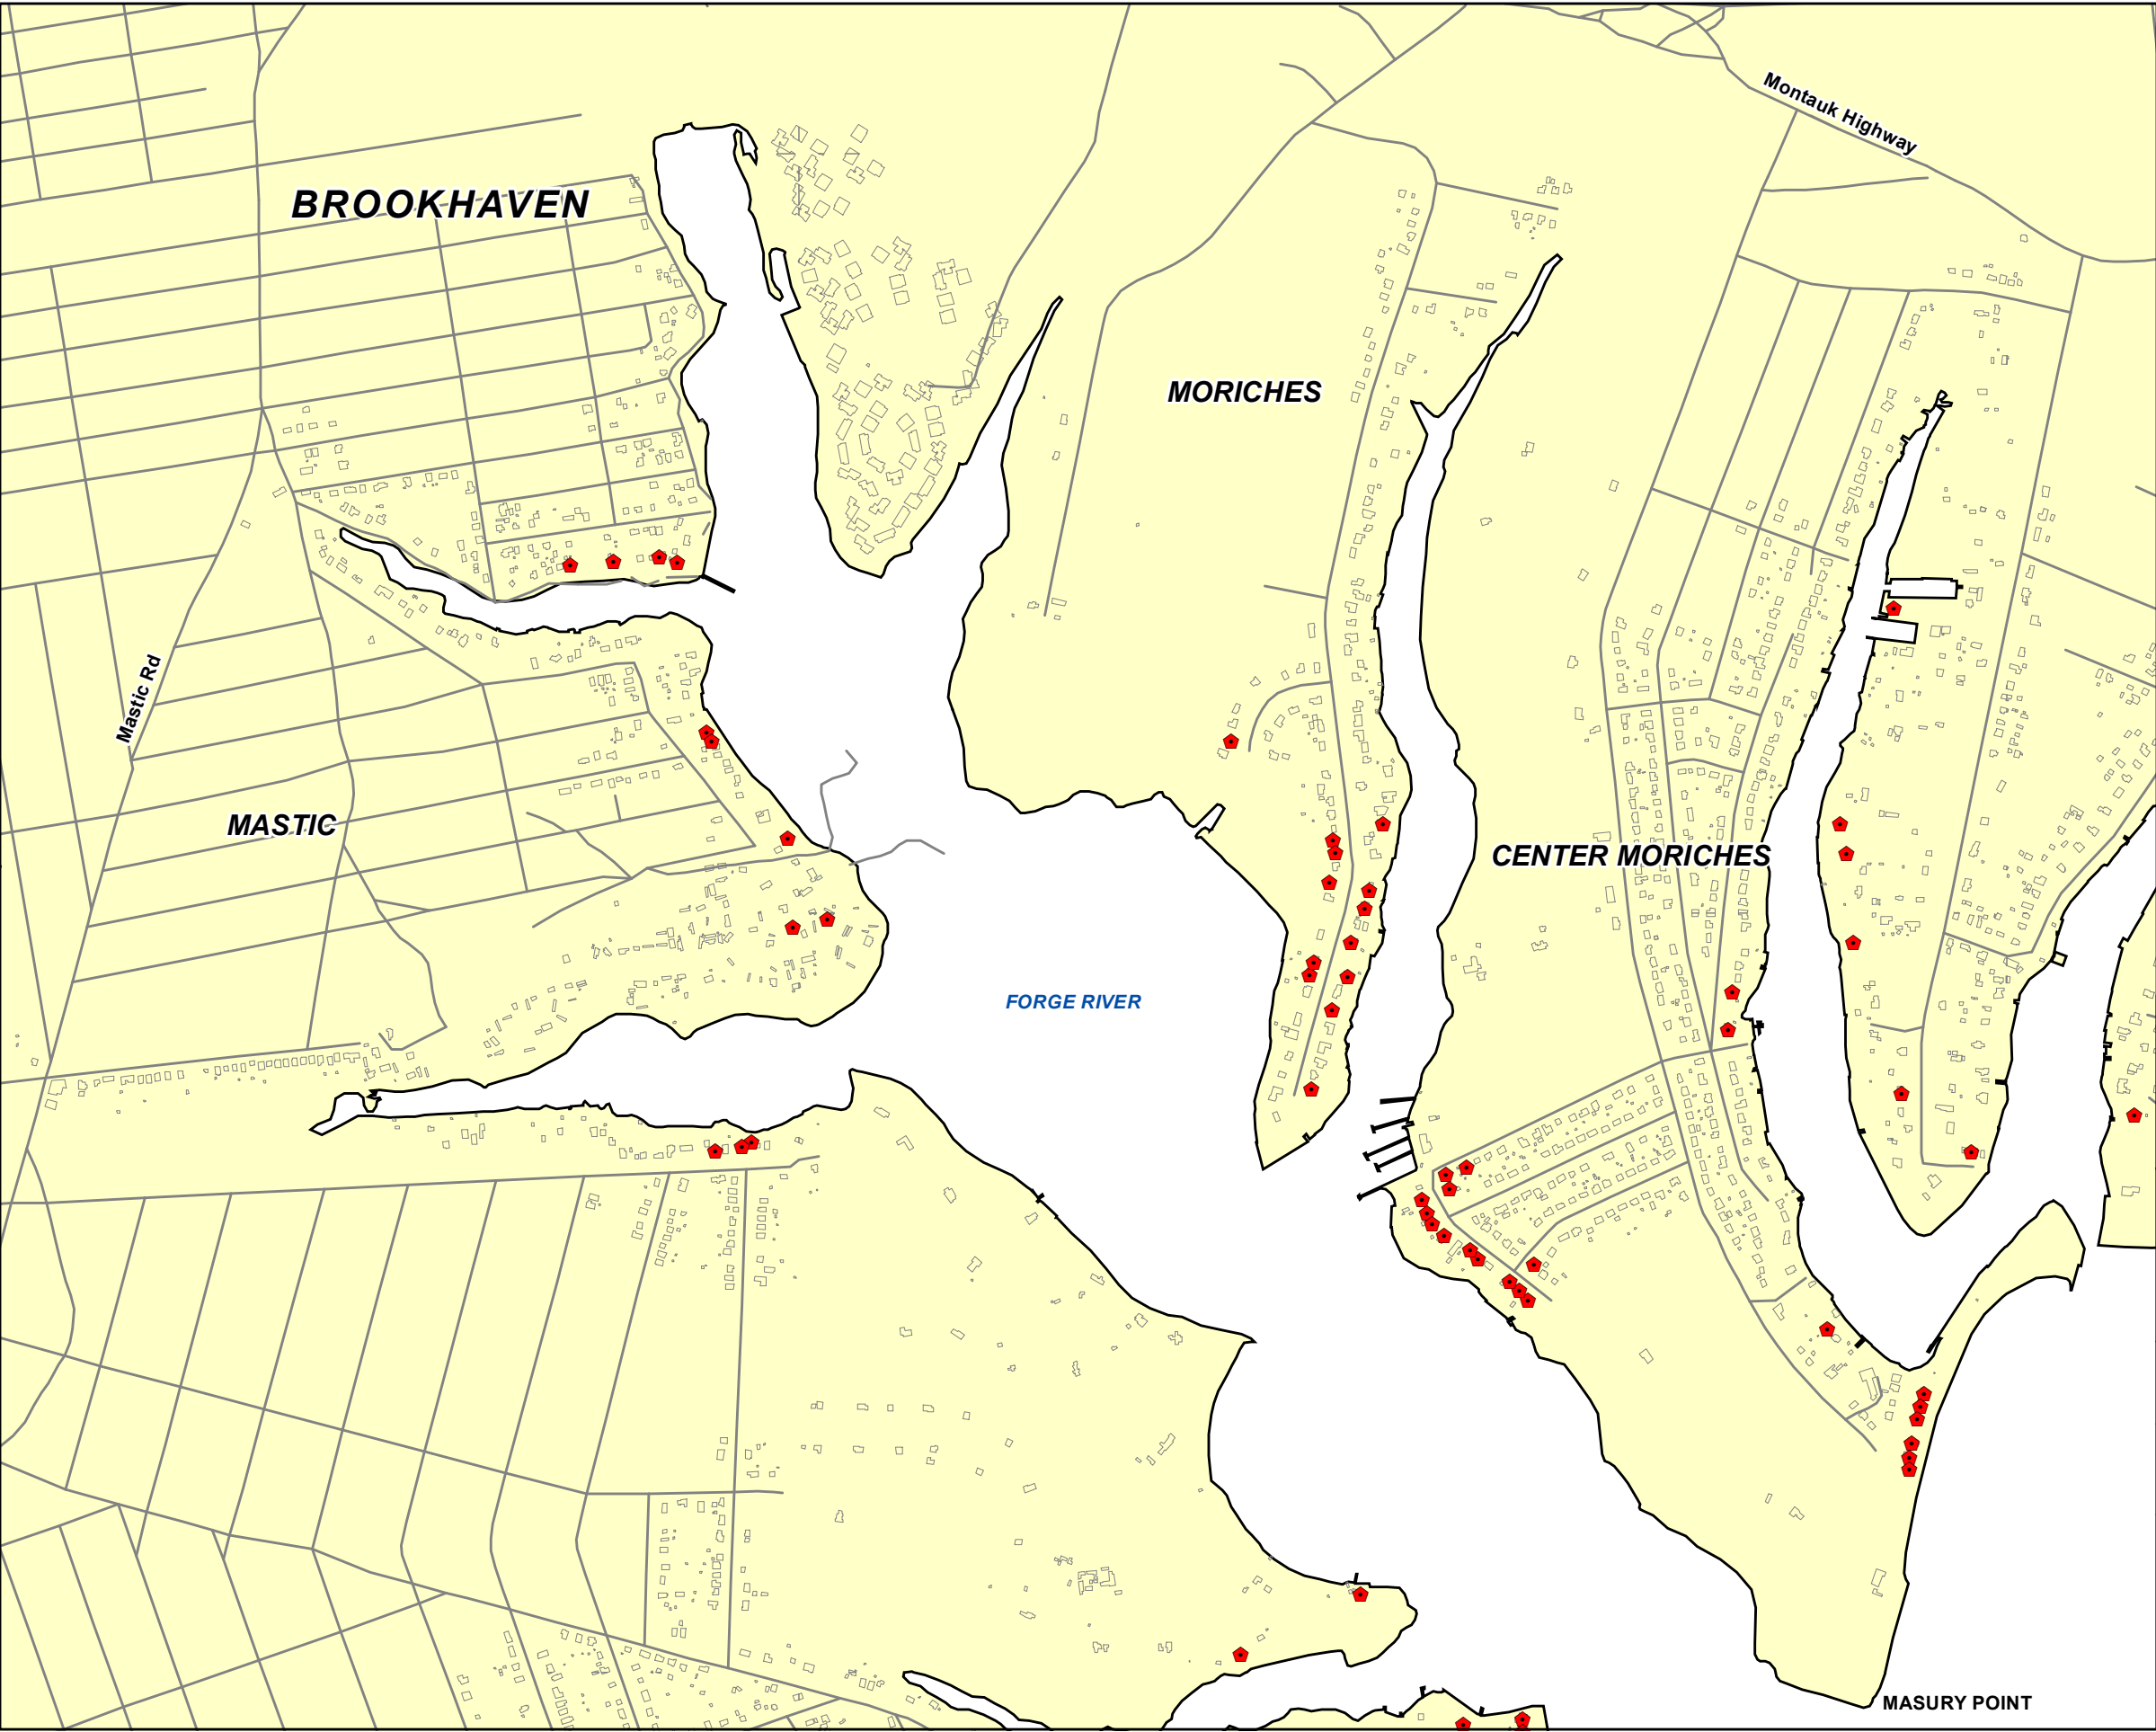 Montauk Highway
BROOKHAVEN
MORICHES
Mastic Rd
MASTIC
CENTER MORICHES
FORGE RIVER
MASURY POINT